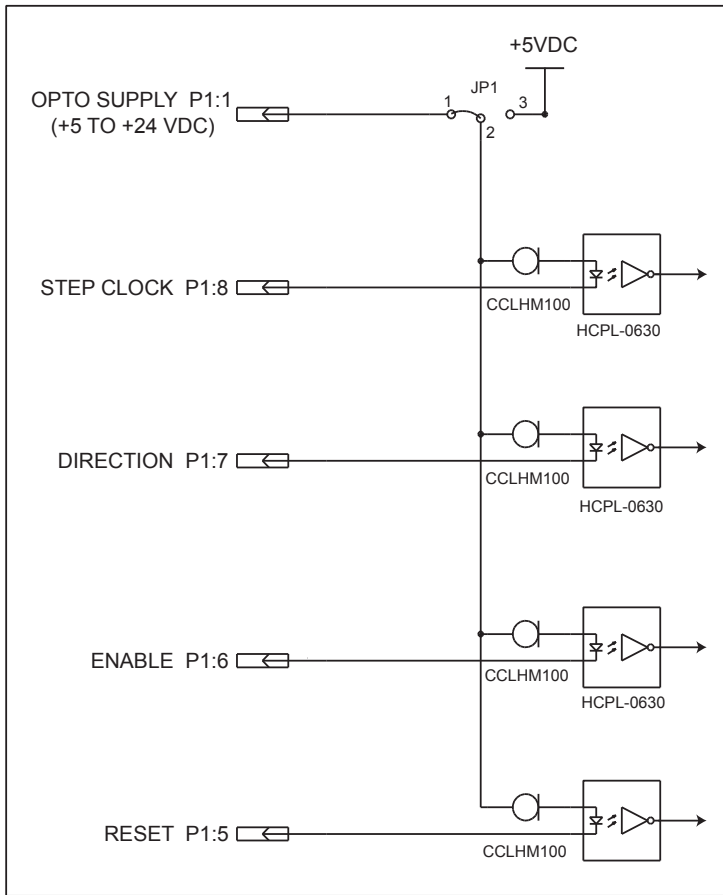 +5VDC
JP1
OPTO SUPPLY P1:1
1
3
(+5 TO +24 VDC)
2
STEP CLOCK P1:8
CCLHM100
HCPL-0630
DIRECTION P1:7
CCLHM100
HCPL-0630
ENABLE P1:6
CCLHM100
HCPL-0630
RESET P1:5
CCLHM100